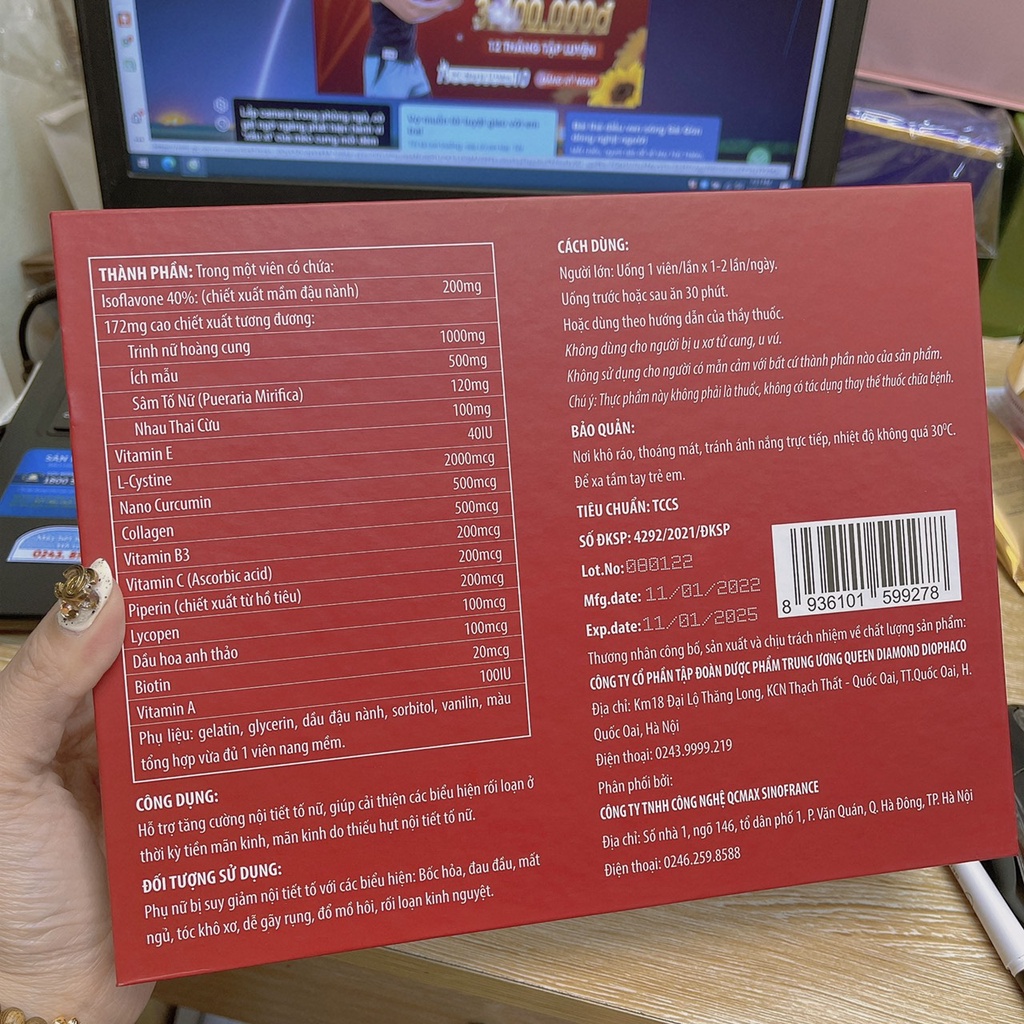 12 THÁNG TẬP LUYỆN
THÀNH PHẦN: Trong một viên có chứa:
Isoflavone 40%: (chiết xuất mầm đậu nành) 200mg
172mg cao chiết xuất tương đương:
Trinh nữ hoàng cung 1000mg
Ích mẫu 500mg
Sâm Tố Nữ (Pueraria Mirifica) 120mg
Nhau Thai Cừu 100mg
Vitamin E 40IU
L-Cystine 2000mcg
Nano Curcumin 500mcg
Collagen 500mcg
Vitamin B3 200mcg
Vitamin C (Ascorbic acid) 200mcg
Piperin (chiết xuất từ hồ tiêu) 200mcg
Lycopen 100mcg
Dầu hoa anh thảo 100mcg
Biotin 20mcg
Vitamin A 100IU
Phụ liệu: gelatin, glycerin, dầu đậu nành, sorbitol, vanilin, màu
tổng hợp vừa đủ 1 viên nang mềm.
CÔNG DỤNG:
Hỗ trợ tăng cường nội tiết tố nữ, giúp cải thiện các biểu hiện rối loạn ở
thời kỳ tiền mãn kinh, mãn kinh do thiếu hụt nội tiết tố nữ.
ĐỐI TƯỢNG SỬ DỤNG:
Phụ nữ bị suy giảm nội tiết tố với các biểu hiện: Bốc hỏa, đau đầu, mất
ngủ, tóc khô xơ, dễ gãy rụng, đổ mồ hôi, rối loạn kinh nguyệt.
CÁCH DÙNG:
Người lớn: Uống 1 viên/lần x 1-2 lần/ngày.
Uống trước hoặc sau ăn 30 phút.
Hoặc dùng theo hướng dẫn của thầy thuốc.
Không dùng cho người bị u xơ tử cung, u vú.
Không sử dụng cho người có mẫn cảm với bất cứ thành phần nào của sản phẩm.
Chú ý: Thực phẩm này không phải là thuốc, không có tác dụng thay thế thuốc chữa bệnh.
BẢO QUẢN:
Nơi khô ráo, thoáng mát, tránh ánh nắng trực tiếp, nhiệt độ không quá 30ºC.
Để xa tầm tay trẻ em.
TIÊU CHUẨN: TCCS
SỐ ĐKSP: 4292/2021/ĐKSP
Lot.No: 080122
Mfg.date: 11/01/2022
Exp.date: 11/01/2025
8 936101 599278
Thương nhân công bố, sản xuất và chịu trách nhiệm về chất lượng sản phẩm:
CÔNG TY CỔ PHẦN TẬP ĐOÀN DƯỢC PHẨM TRUNG ƯƠNG QUEEN DIAMOND DIOPHACO
Địa chỉ: Km18 Đại Lộ Thăng Long, KCN Thạch Thất - Quốc Oai, TT.Quốc Oai, H.
Quốc Oai, Hà Nội
Điện thoại: 0243.9999.219
Phân phối bởi:
CÔNG TY TNHH CÔNG NGHỆ QCMAX SINOFRANCE
Địa chỉ: Số nhà 1, ngõ 146, tổ dân phố 1, P. Văn Quán, Q. Hà Đông, TP. Hà Nội
Điện thoại: 0246.259.8588